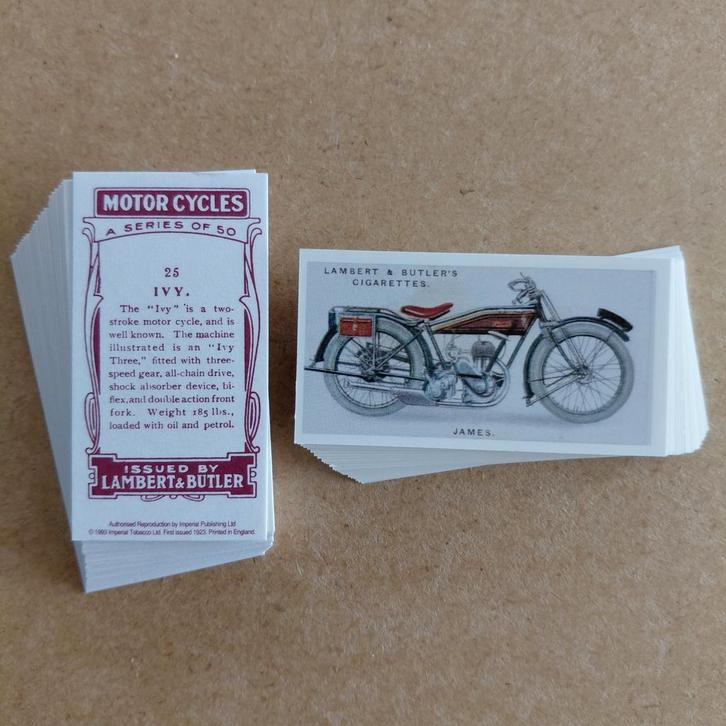 MOTOR CYCLES
A SERIES OF 50
25
IVY.
The "Ivy" is a two-
stroke motor cycle, and is
well known. The machine
illustrated is an "Ivy
Three," fitted with three-
speed gear, all-chain drive,
shock absorber device, bi-
flex, and double action front
fork. Weight 185 lbs.,
loaded with oil and petrol.
ISSUED BY
LAMBERT & BUTLER
Authorised Reproduction by Imperial Publishing Ltd
© 1993 Imperial Tobacco Ltd. First issued 1923. Printed in England.
LAMBERT & BUTLER'S
CIGARETTES.
JAMES.